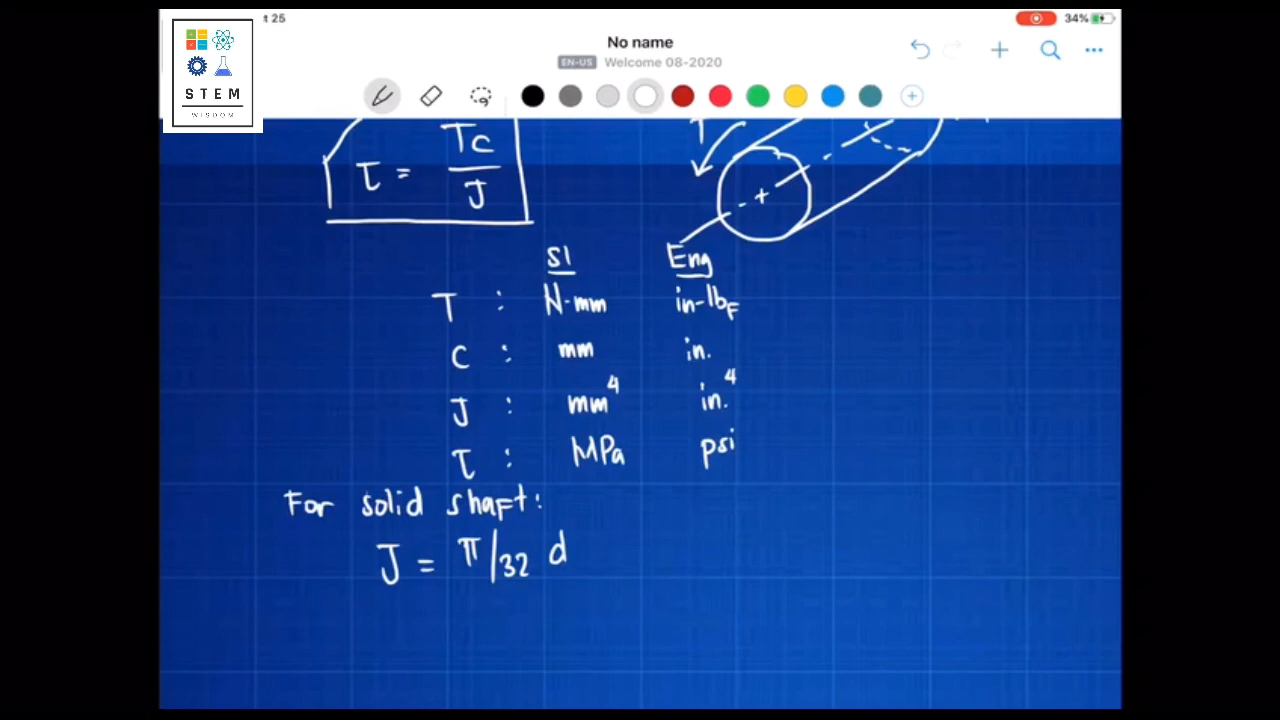 t 25
34%
No name
EN-US Welcome 08-2020
STEM
WISDOM
τ = Tc/J
T
SI Eng
T : N·mm in-lbF
C : mm in.
J : mm⁴ in.⁴
τ : MPa psi
For solid shaft:
J = π/32 d